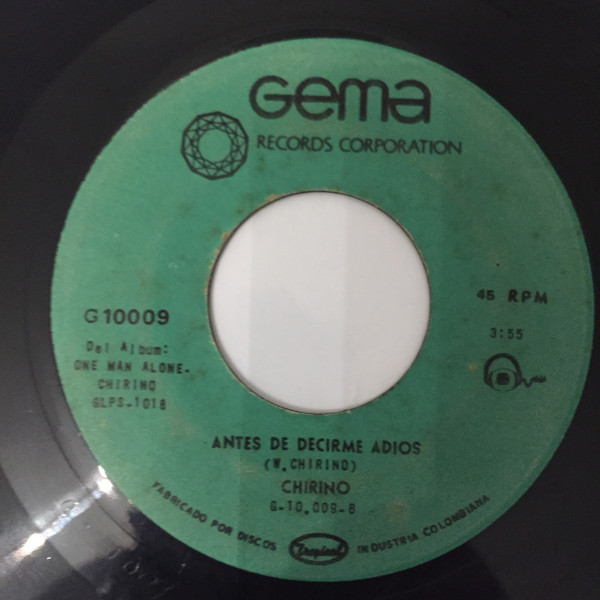 Gema
RECORDS CORPORATION
G 10009
45 RPM
Del Album:
ONE MAN ALONE-
CHIRINO
GLPS-1018
3:55
ANTES DE DECIRME ADIOS
(W. CHIRINO)
CHIRINO
G-10.009-B
FABRICADO POR DISCOS Tropical INDUSTRIA COLOMBIANA